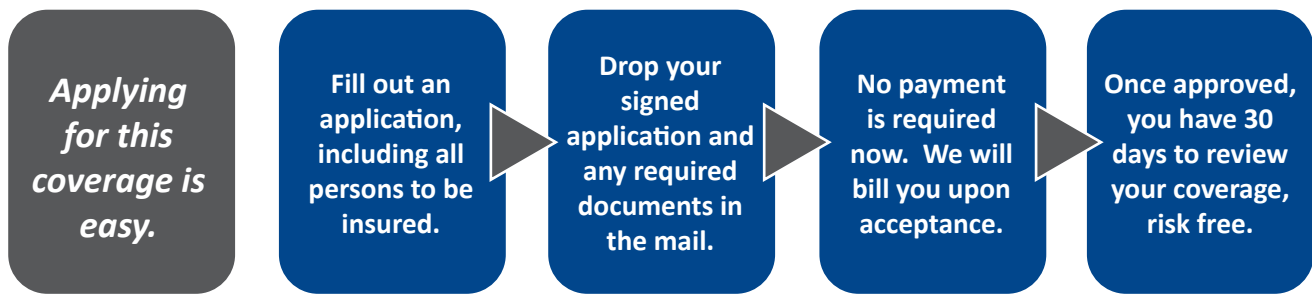 Applying
for this
coverage is
easy.
Fill out an
application,
including all
persons to be
insured.
Drop your
signed
application and
any required
documents in
the mail.
No payment
is required
now.  We will
bill you upon
acceptance.
Once approved,
you have 30
days to review
your coverage,
risk free.